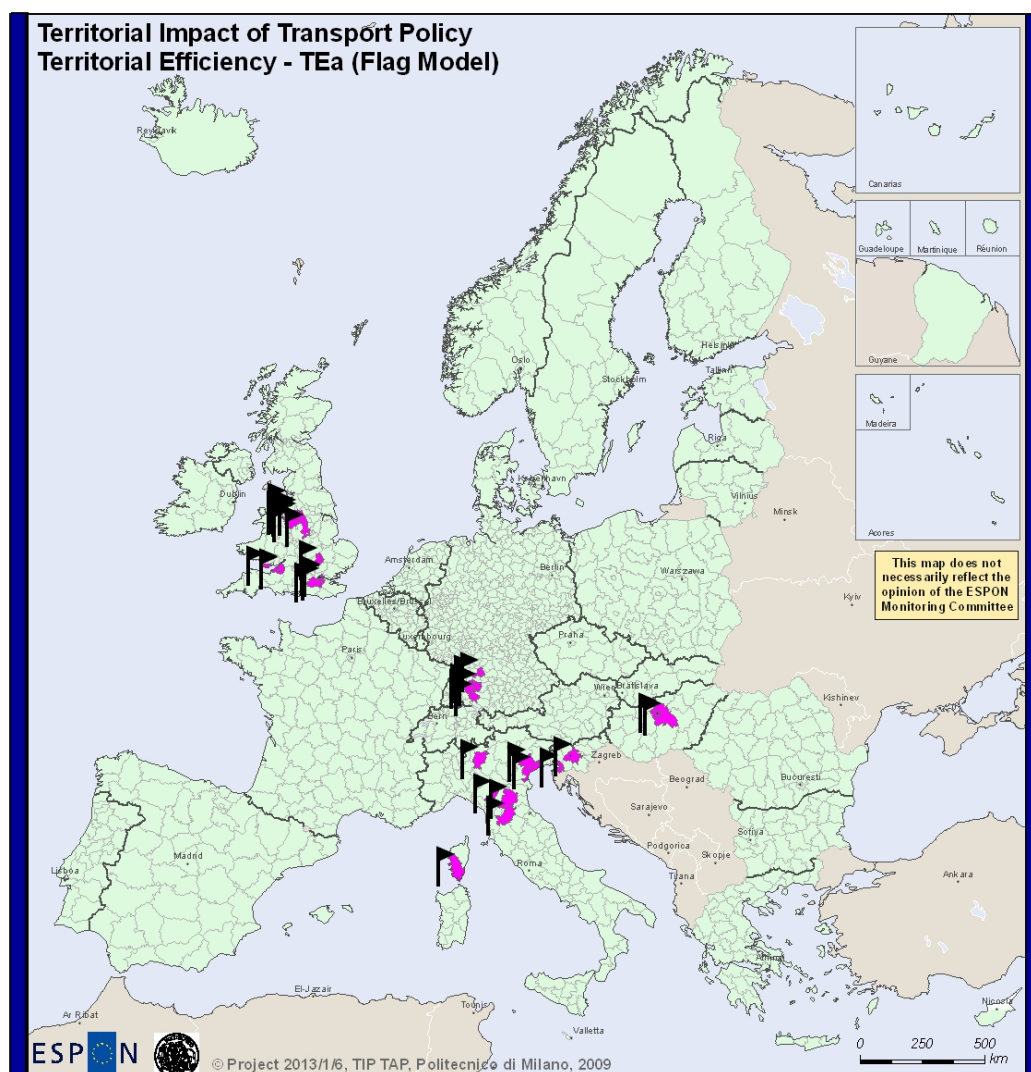 Territorial Impact of Transport Policy
Territorial Efficiency - TEa (Flag Model)
Reykjavik
Canarias
Guadeloupe
Martinique
Réunion
Guyane
Helsinki
Oslo
Tallinn
Stockholm
Madeira
Riga
Dublin
København
Vilnius
Minsk
Acores
Amsterdam
Berlin
Warszawa
This map does not
necessarily reflect the
opinion of the ESPON
Monitoring Committee
Bruxelles/Brussel
Kyiv
Luxembourg
Praha
Paris
Wien
Bratislava
Kishinev
Bern
Zagreb
Beograd
Bucuresti
Sarajevo
Sofiya
Podgorica
Madrid
Skopje
Roma
Lisboa
Tirana
Ankara
El-Jazair
Nicosia
Ar Ribat
Valletta
0 250 500
km
ESPON
© Project 2013/1/6, TIP TAP, Politecnico di Milano, 2009